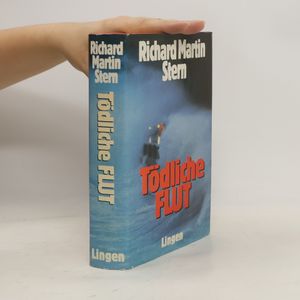 Richard
Martin
Stern
Tödliche
FLUT
Lingen
Richard Martin
Stern
Tödliche
FLUT
Lingen